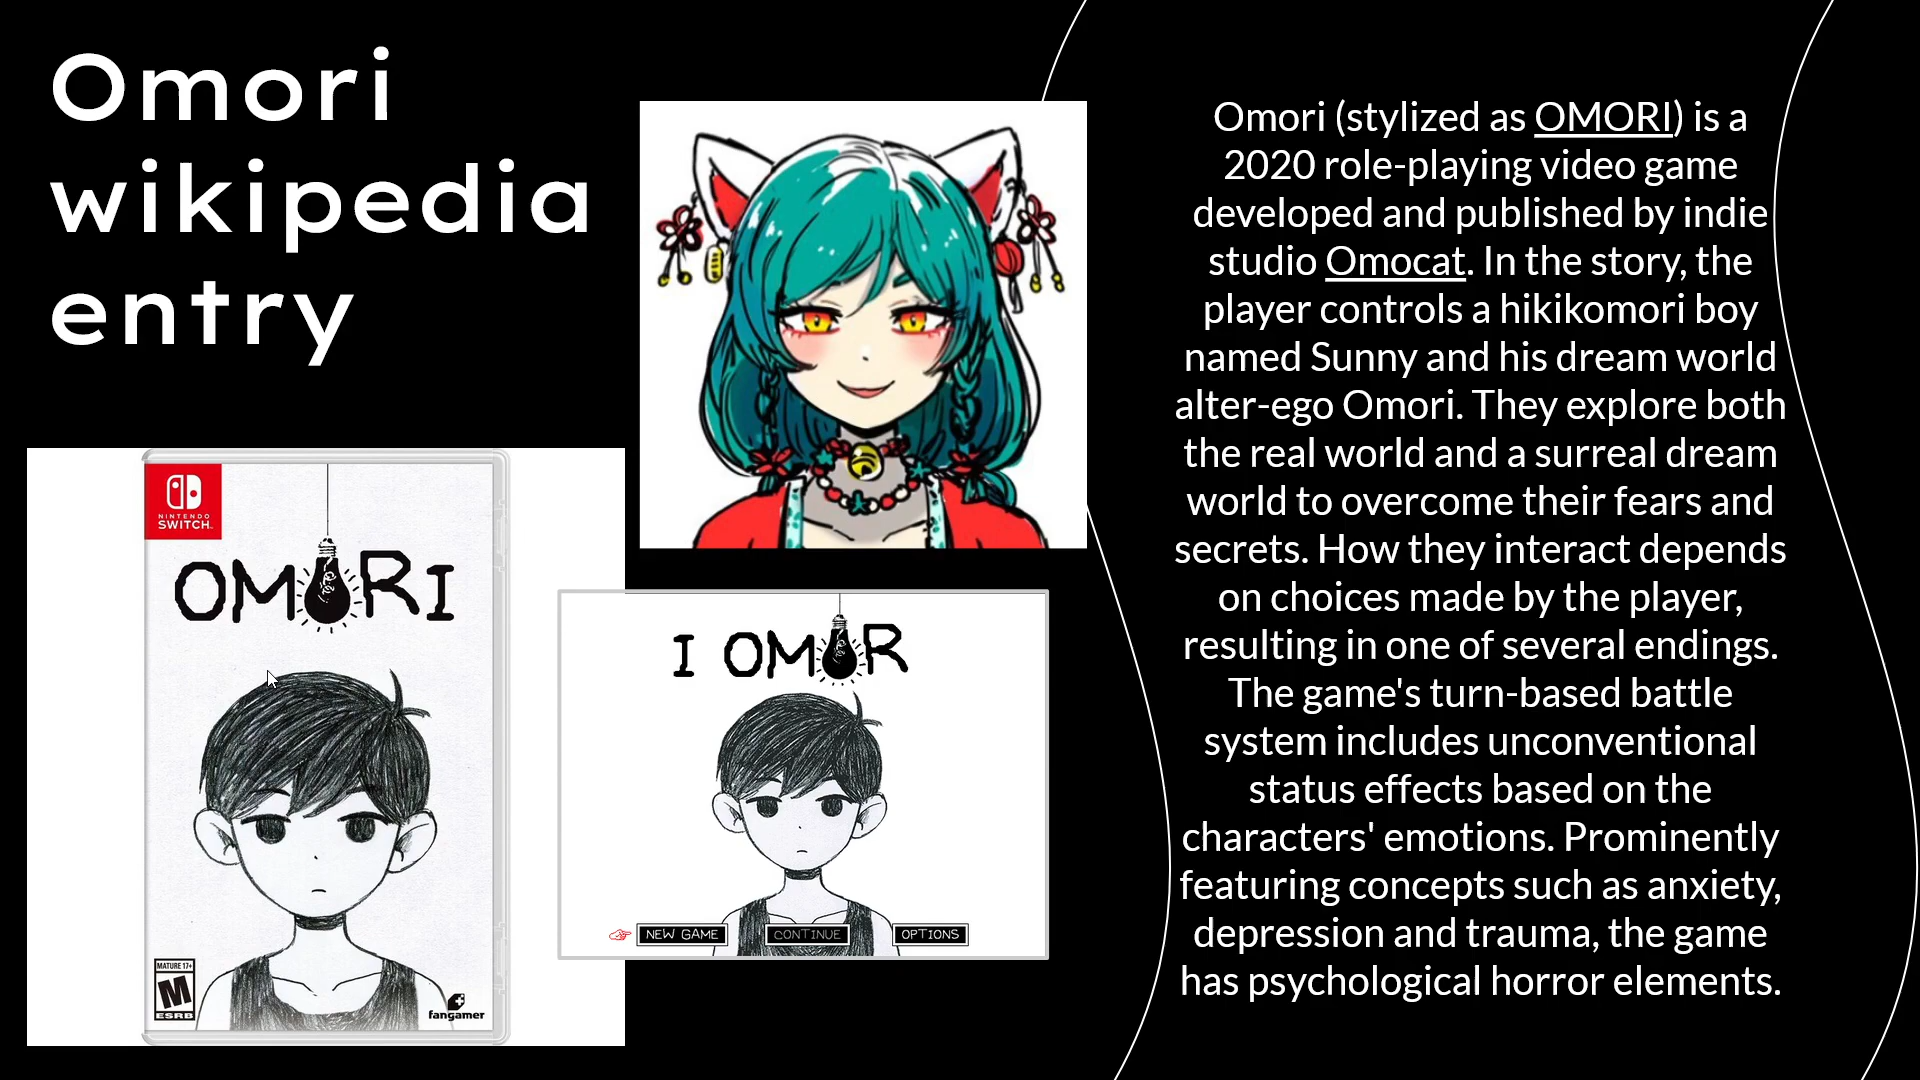 Omori
wikipedia
entry
NINTENDO
SWITCH
OMORI
MATURE 17+
M
ESRB
fangamer
I OMOR
NEW GAME
CONTINUE
OPTIONS
Omori (stylized as OMORI) is a
2020 role-playing video game
developed and published by indie
studio Omocat. In the story, the
player controls a hikikomori boy
named Sunny and his dream world
alter-ego Omori. They explore both
the real world and a surreal dream
world to overcome their fears and
secrets. How they interact depends
on choices made by the player,
resulting in one of several endings.
The game's turn-based battle
system includes unconventional
status effects based on the
characters' emotions. Prominently
featuring concepts such as anxiety,
depression and trauma, the game
has psychological horror elements.